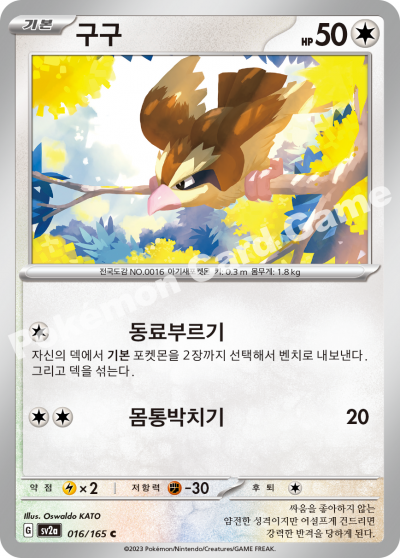 기본 구구 HP 50
전국도감 NO.0016 아기새포켓몬 키: 0.3 m 몸무게: 1.8 kg
동료부르기
자신의 덱에서 기본 포켓몬을 2장까지 선택해서 벤치로 내보낸다.
그리고 덱을 섞는다.
몸통박치기 20
약점 ×2 저항력 -30 후퇴
Illus. Oswaldo KATO
G sv2a 016/165 C
싸움을 좋아하지 않는
얌전한 성격이지만 어설프게 건드리면
강력한 반격을 당하게 된다.
©2023 Pokémon/Nintendo/Creatures/GAME FREAK.
Pokémon Card Game